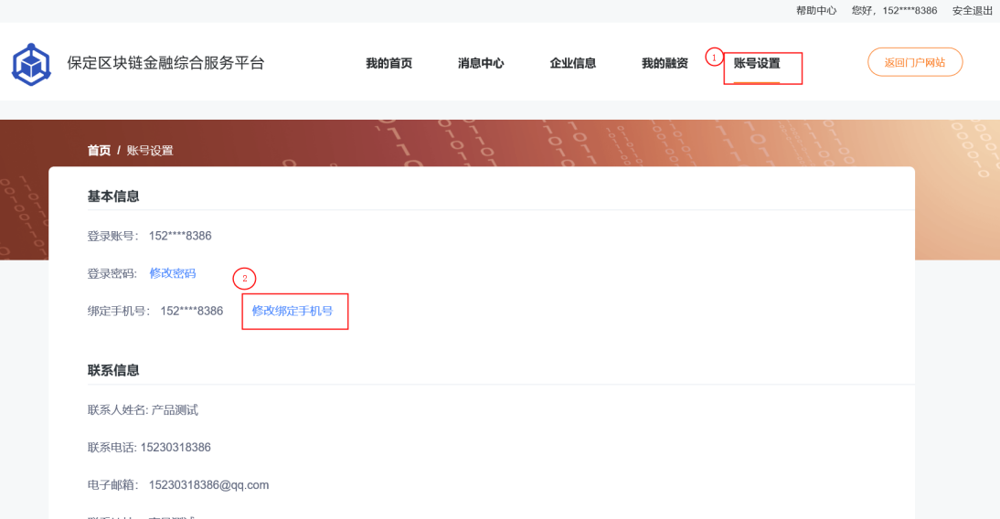 帮助中心 您好，152****8386 安全退出
保定区块链金融综合服务平台 我的首页 消息中心 企业信息 我的融资 1 账号设置 返回门户网站
首页 / 账号设置
基本信息
登录账号： 152****8386
登录密码: 修改密码
2
绑定手机号： 152****8386 修改绑定手机号
联系信息
联系人姓名: 产品测试
联系电话: 15230318386
电子邮箱： 15230318386@qq.com